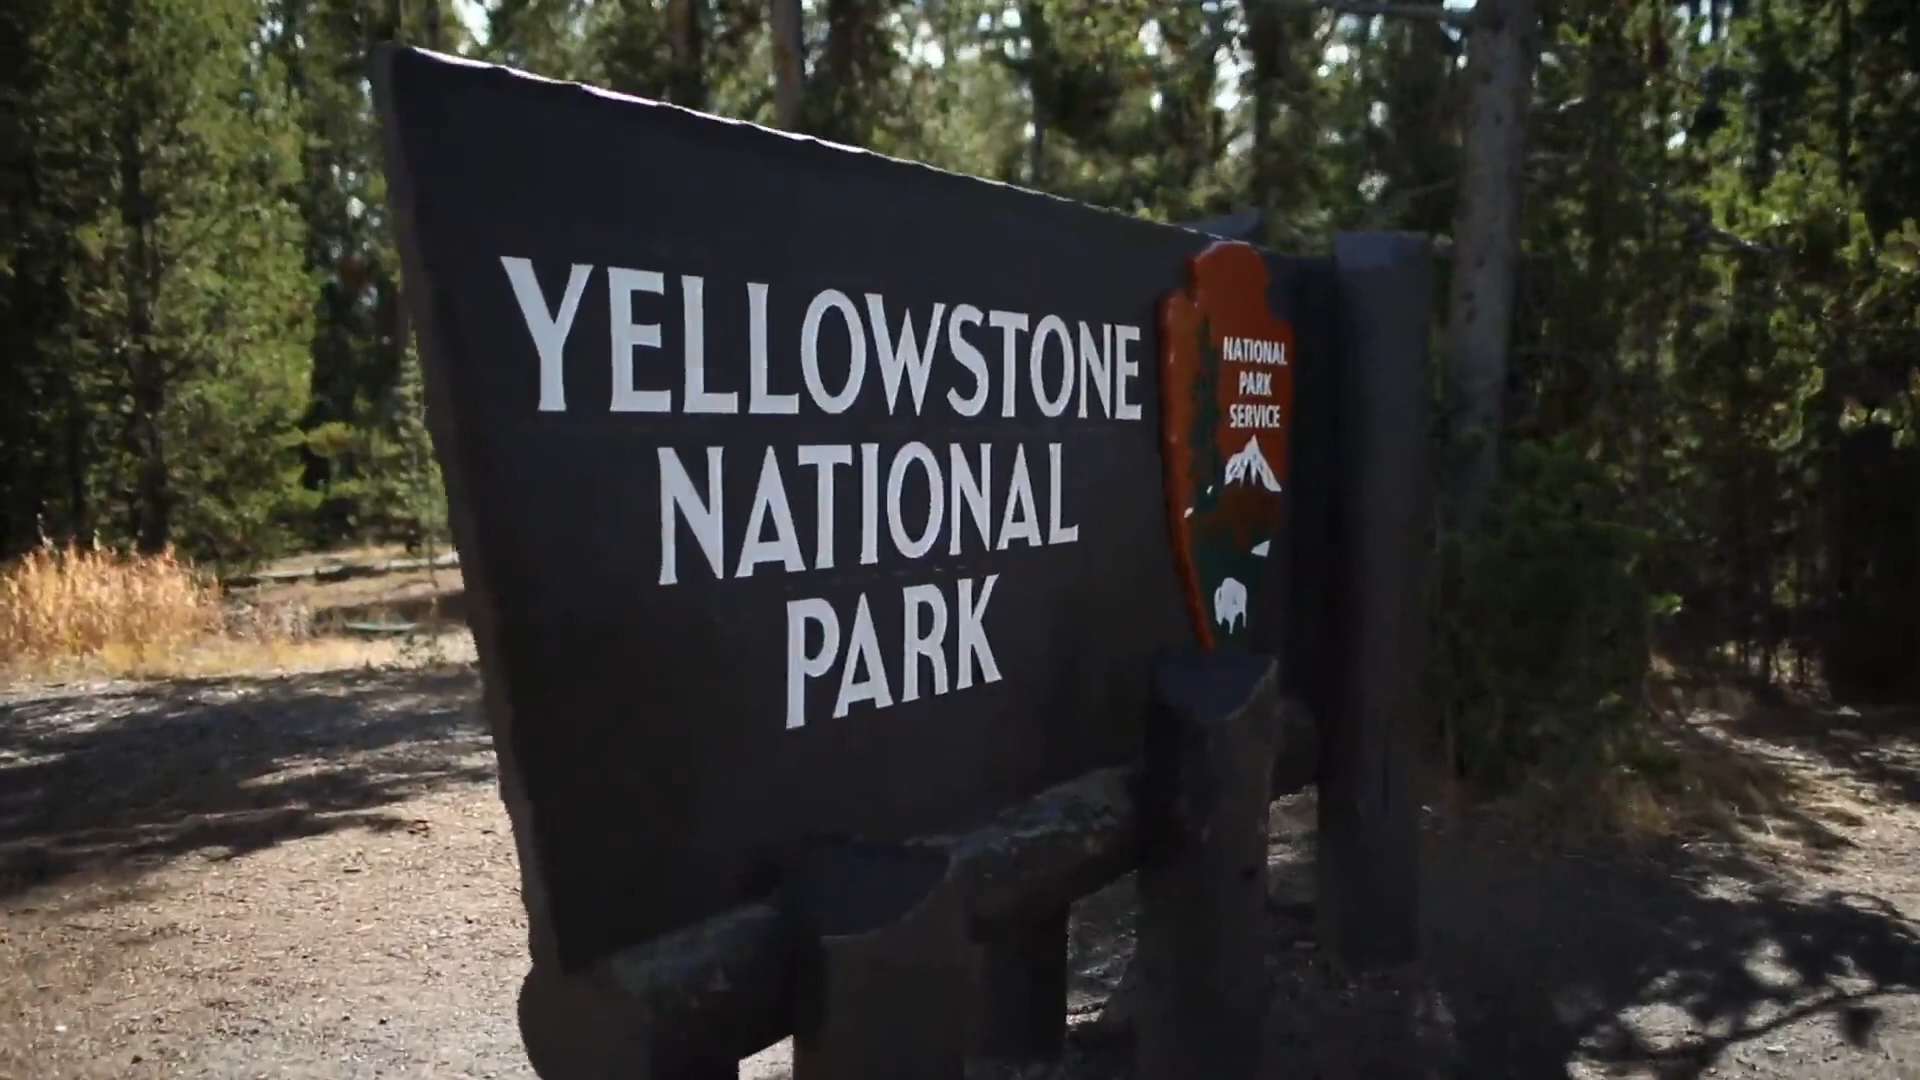 YELLOWSTONE
NATIONAL
PARK
NATIONAL
PARK
SERVICE